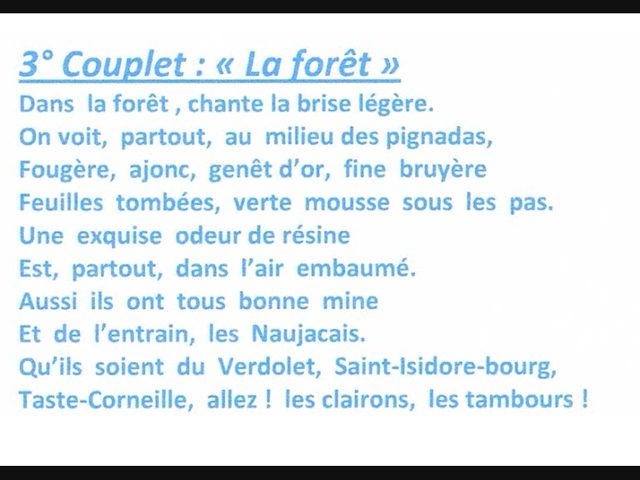 3° Couplet : « La forêt »
Dans la forêt , chante la brise légère.
On voit, partout, au milieu des pignadas,
Fougère, ajonc, genêt d'or, fine bruyère
Feuilles tombées, verte mousse sous les pas.
Une exquise odeur de résine
Est, partout, dans l'air embaumé.
Aussi ils ont tous bonne mine
Et de l'entrain, les Naujacais.
Qu'ils soient du Verdolet, Saint-Isidore-bourg,
Taste-Corneille, allez ! les clairons, les tambours !